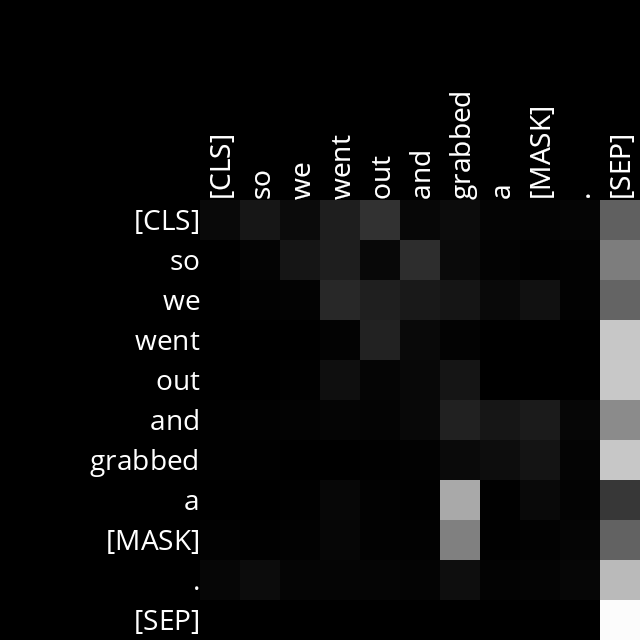 [CLS] so we went out and grabbed a [MASK] . [SEP]
[CLS]
so
we
went
out
and
grabbed
a
[MASK]
.
[SEP]